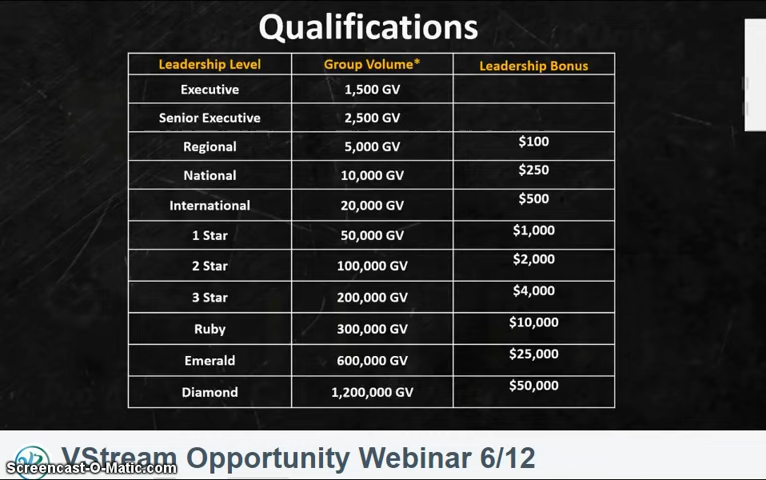 Qualifications
Leadership Level Group Volume* Leadership Bonus
Executive 1,500 GV
Senior Executive 2,500 GV
Regional 5,000 GV $100
National 10,000 GV $250
International 20,000 GV $500
1 Star 50,000 GV $1,000
2 Star 100,000 GV $2,000
3 Star 200,000 GV $4,000
Ruby 300,000 GV $10,000
Emerald 600,000 GV $25,000
Diamond 1,200,000 GV $50,000
VStream Opportunity Webinar 6/12
Screencast-O-Matic.com